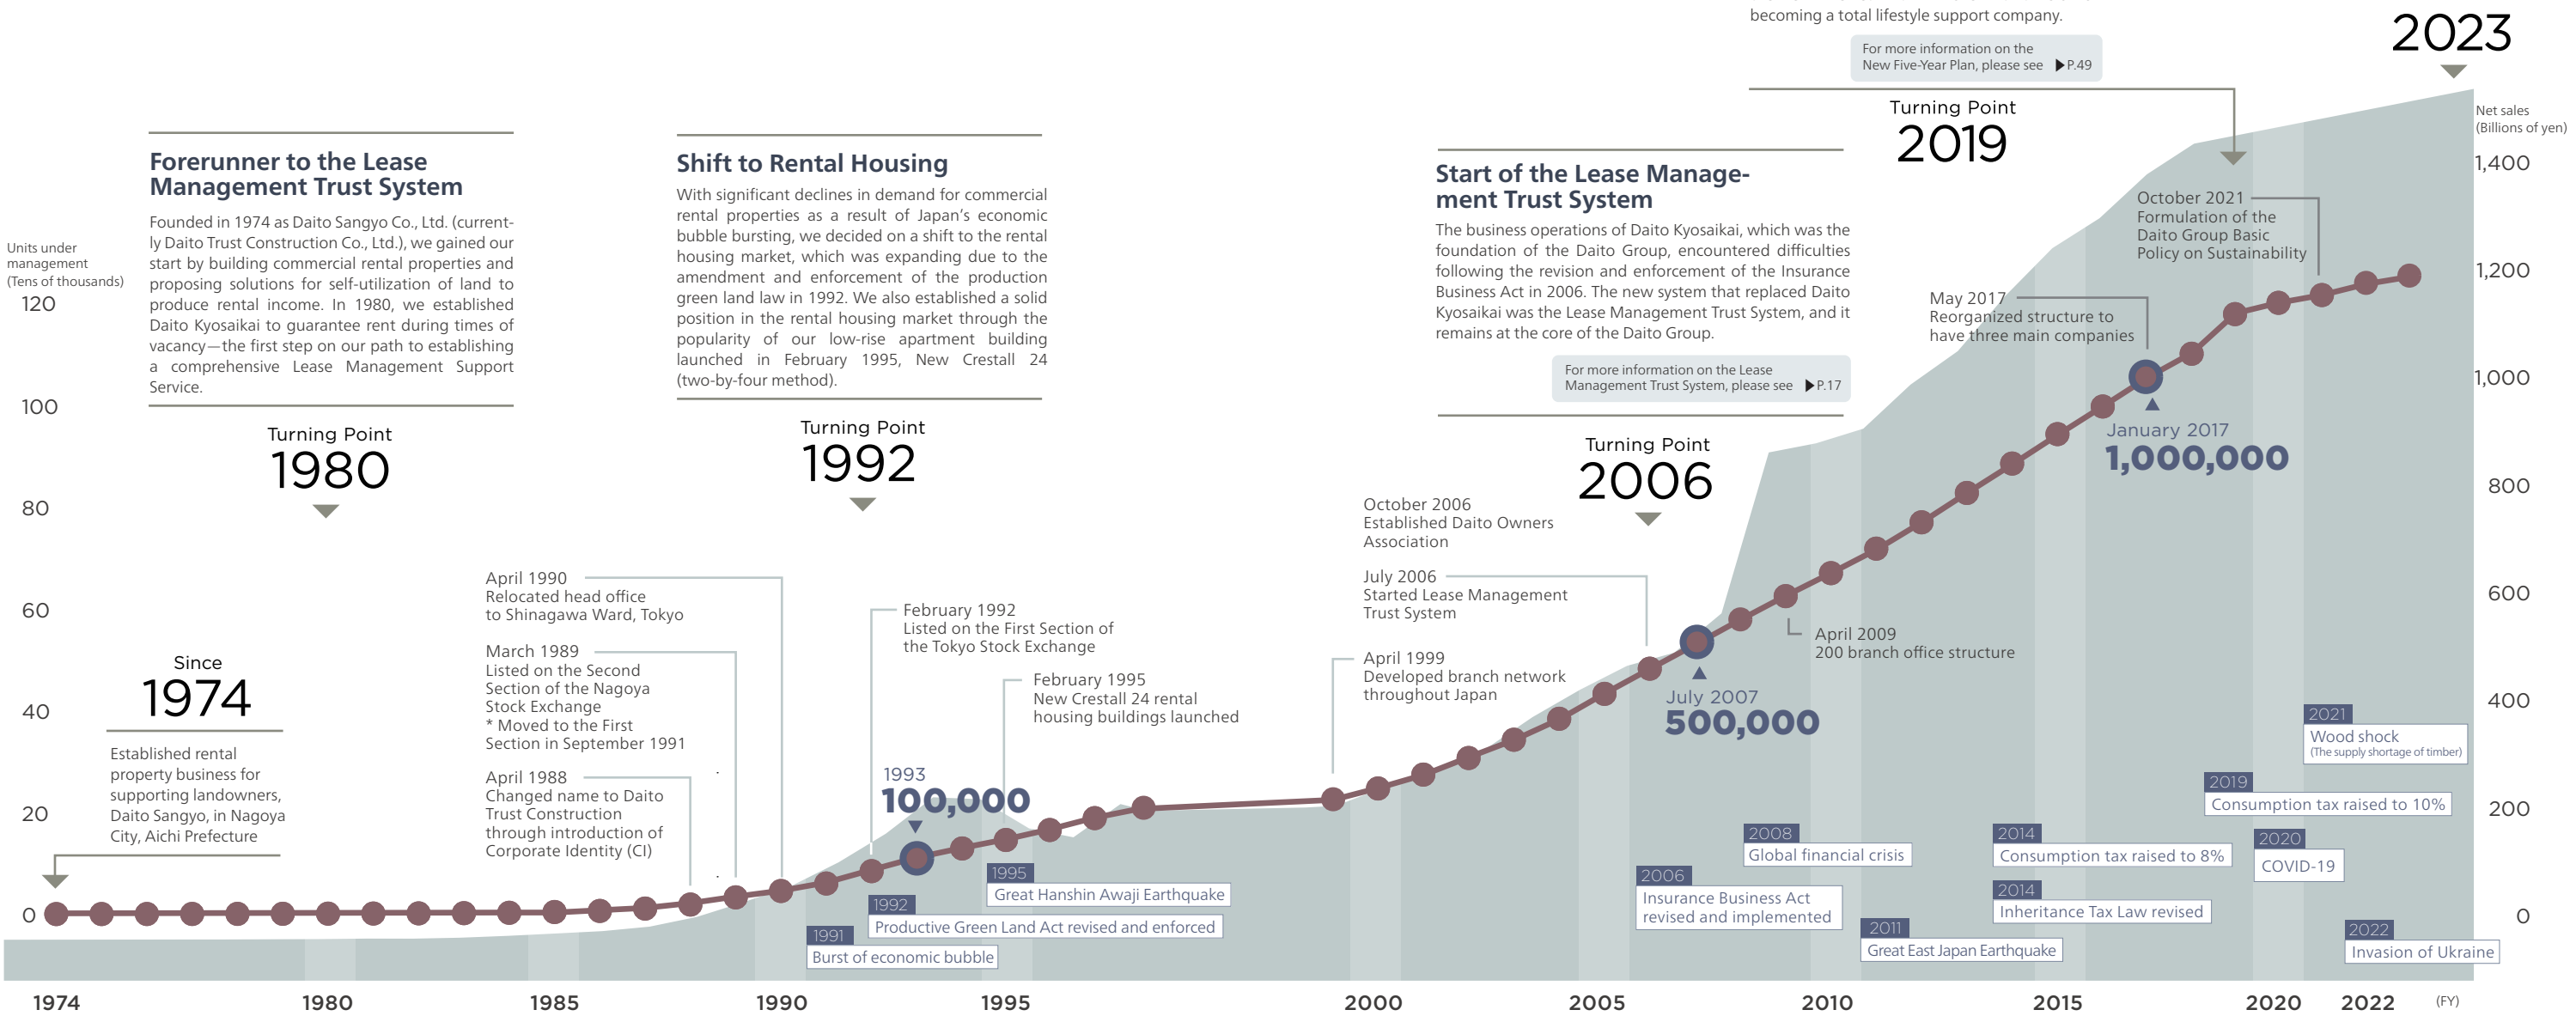 becoming a total lifestyle support company.
For more information on the
New Five-Year Plan, please see ▶P.49
2023
Turning Point
2019
Net sales
(Billions of yen)
1,400
1,200
1,000
800
600
400
200
0
Units under
management
(Tens of thousands)
120
100
80
60
40
20
0
Forerunner to the Lease
Management Trust System
Founded in 1974 as Daito Sangyo Co., Ltd. (current-
ly Daito Trust Construction Co., Ltd.), we gained our
start by building commercial rental properties and
proposing solutions for self-utilization of land to
produce rental income. In 1980, we established
Daito Kyosaikai to guarantee rent during times of
vacancy—the first step on our path to establishing
a comprehensive Lease Management Support
Service.
Turning Point
1980
Since
1974
Established rental
property business for
supporting landowners,
Daito Sangyo, in Nagoya
City, Aichi Prefecture
Shift to Rental Housing
With significant declines in demand for commercial
rental properties as a result of Japan's economic
bubble bursting, we decided on a shift to the rental
housing market, which was expanding due to the
amendment and enforcement of the production
green land law in 1992. We also established a solid
position in the rental housing market through the
popularity of our low-rise apartment building
launched in February 1995, New Crestall 24
(two-by-four method).
Turning Point
1992
April 1990
Relocated head office
to Shinagawa Ward, Tokyo
March 1989
Listed on the Second
Section of the Nagoya
Stock Exchange
* Moved to the First
Section in September 1991
April 1988
Changed name to Daito
Trust Construction
through introduction of
Corporate Identity (CI)
February 1992
Listed on the First Section of
the Tokyo Stock Exchange
February 1995
New Crestall 24 rental
housing buildings launched
1993
100,000
1995
Great Hanshin Awaji Earthquake
1992
Productive Green Land Act revised and enforced
1991
Burst of economic bubble
Start of the Lease Manage-
ment Trust System
The business operations of Daito Kyosaikai, which was the
foundation of the Daito Group, encountered difficulties
following the revision and enforcement of the Insurance
Business Act in 2006. The new system that replaced Daito
Kyosaikai was the Lease Management Trust System, and it
remains at the core of the Daito Group.
For more information on the Lease
Management Trust System, please see ▶P.17
Turning Point
2006
October 2006
Established Daito Owners
Association
July 2006
Started Lease Management
Trust System
April 1999
Developed branch network
throughout Japan
July 2007
500,000
April 2009
200 branch office structure
October 2021
Formulation of the
Daito Group Basic
Policy on Sustainability
May 2017
Reorganized structure to
have three main companies
January 2017
1,000,000
2021
Wood shock
(The supply shortage of timber)
2019
Consumption tax raised to 10%
2008
Global financial crisis
2014
Consumption tax raised to 8%
2020
COVID-19
2006
Insurance Business Act
revised and implemented
2014
Inheritance Tax Law revised
2011
Great East Japan Earthquake
2022
Invasion of Ukraine
1974
1980
1985
1990
1995
2000
2005
2010
2015
2020
2022
(FY)